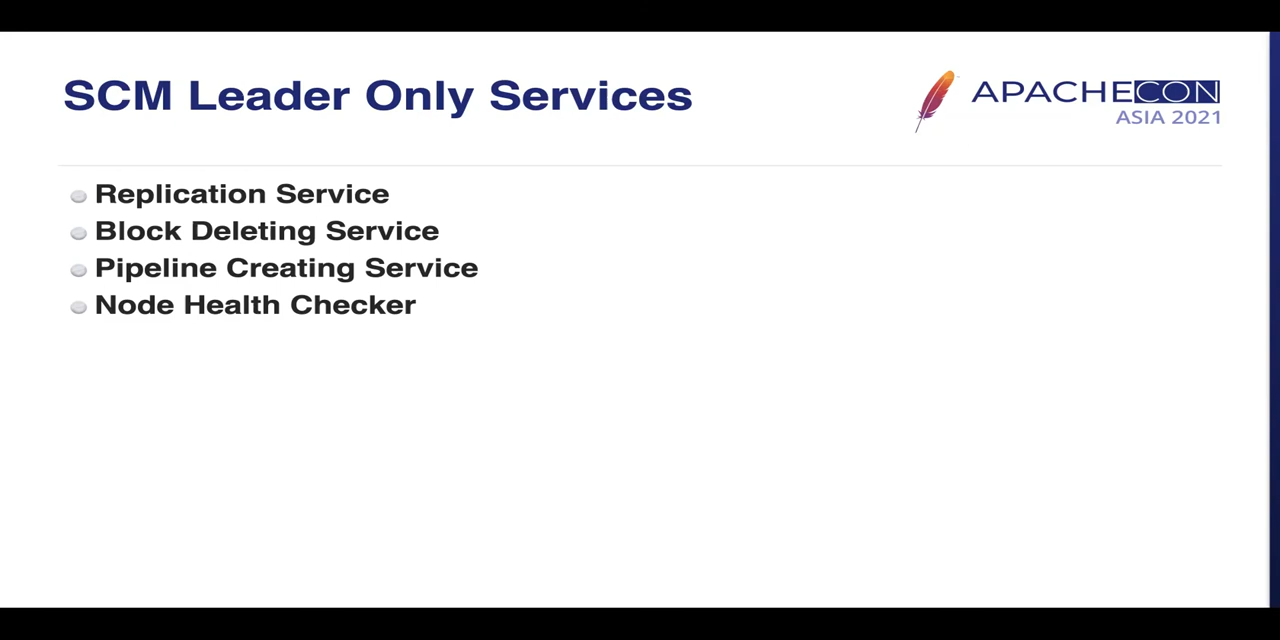 SCM Leader Only Services
APACHECON
ASIA 2021
Replication Service
Block Deleting Service
Pipeline Creating Service
Node Health Checker